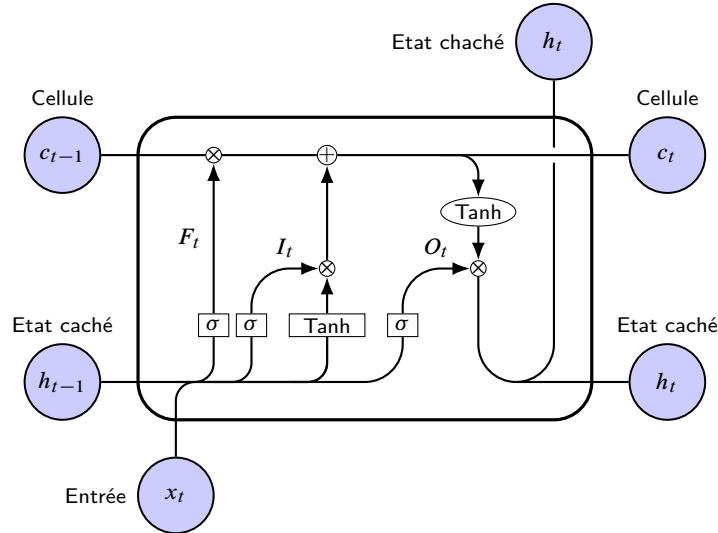 Etat chaché
h_t
Cellule
Cellule
c_{t−1}
⊗
+
c_t
Tanh
F_t
I_t
O_t
σ
σ
Tanh
σ
Etat caché
Etat caché
h_{t−1}
h_t
Entrée
x_t